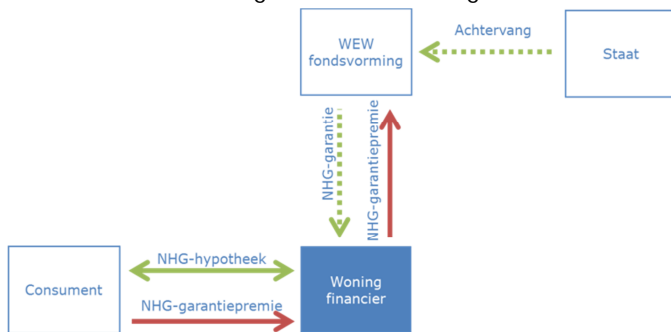 WEW
fondsvorming
Achtervang
Staat
NHG-garantie
NHG-garantiepremie
NHG-hypotheek
Consument
NHG-garantiepremie
Woning
financier